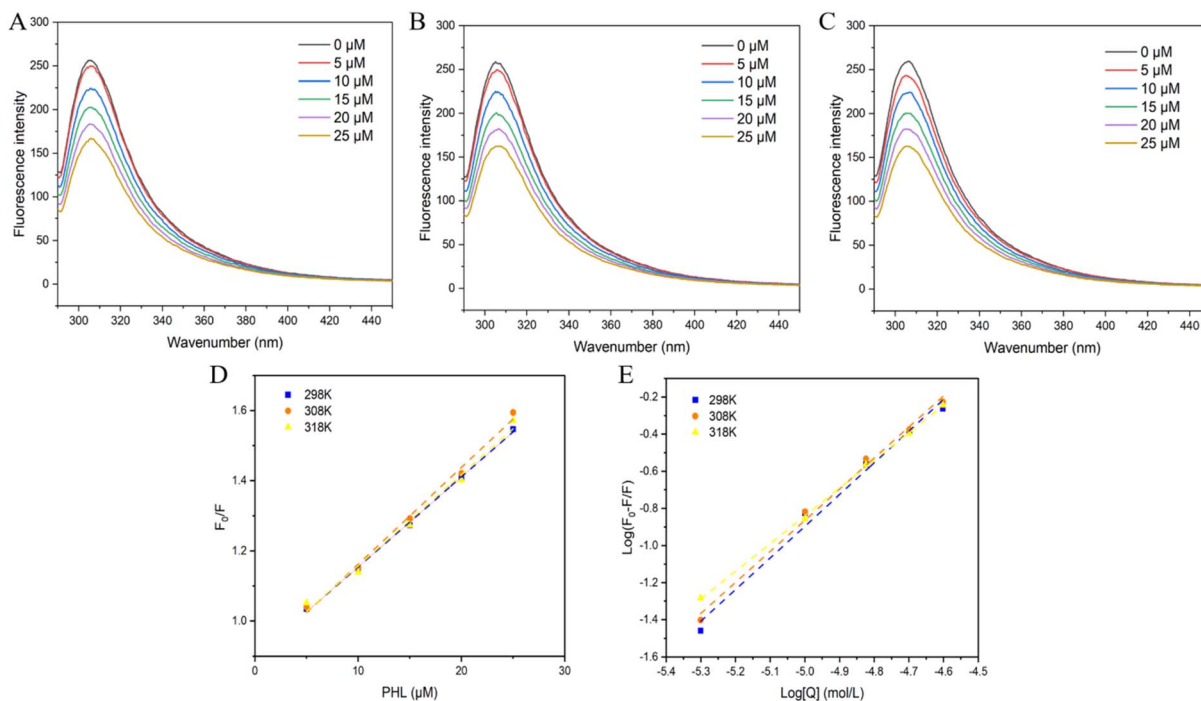 A
300
250
200
150
100
50
0
Fluorescence intensity
0 µM
5 µM
10 µM
15 µM
20 µM
25 µM
300 320 340 360 380 400 420 440
Wavenumber (nm)
B
300
250
200
150
100
50
0
Fluorescence intensity
0 µM
5 µM
10 µM
15 µM
20 µM
25 µM
300 320 340 360 380 400 420 440
Wavenumber (nm)
C
300
250
200
150
100
50
0
Fluorescence intensity
0 µM
5 µM
10 µM
15 µM
20 µM
25 µM
300 320 340 360 380 400 420 440
Wavenumber (nm)
D
298K
308K
318K
1.6
1.4
1.2
1.0
F₀/F
0 10 20 30
PHL (µM)
E
298K
308K
318K
-0.2
-0.4
-0.6
-0.8
-1.0
-1.2
-1.4
-1.6
Log(F₀-F/F)
-5.4 -5.3 -5.2 -5.1 -5.0 -4.9 -4.8 -4.7 -4.6 -4.5
Log[Q] (mol/L)